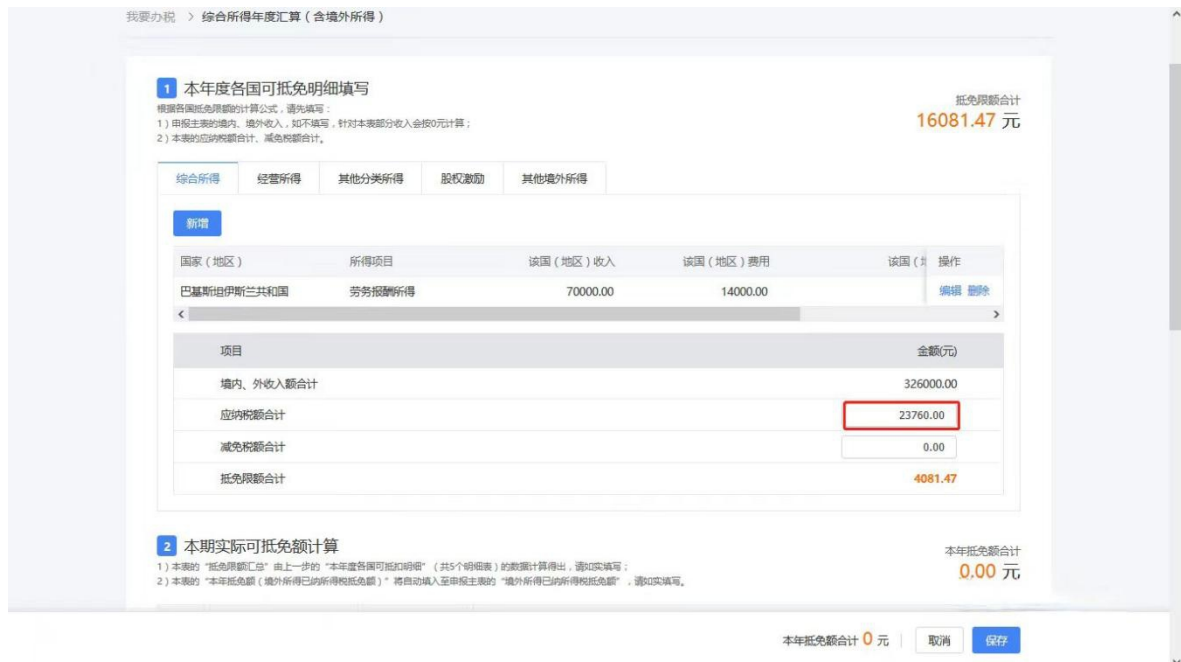 我要办税 > 综合所得年度汇算（含境外所得）
1 本年度各国可抵免明细填写
根据各国抵免限额的计算公式，请先填写：
1）申报主表的境内、境外收入，如不填写，针对本表部分收入会按0元计算；
2）本表的应纳税额合计、减免税额合计。
抵免限额合计
16081.47 元
综合所得 经营所得 其他分类所得 股权激励 其他境外所得
新增
国家（地区） 所得项目 该国（地区）收入 该国（地区）费用 该国（ 操作
巴基斯坦伊斯兰共和国 劳务报酬所得 70000.00 14000.00 编辑 删除
项目 金额(元)
境内、外收入额合计 326000.00
应纳税额合计 23760.00
减免税额合计 0.00
抵免限额合计 4081.47
2 本期实际可抵免额计算
1）本表的“抵免限额汇总”由上一步的“本年度各国可抵扣明细”（共5个明细表）的数据计算得出，请如实填写；
2）本表的“本年抵免额（境外所得已纳所得税抵免额）”将自动填入至申报主表的“境外所得已纳所得税抵免额”，请如实填写。
本年抵免额合计
0.00 元
本年抵免额合计 0 元 取消 保存